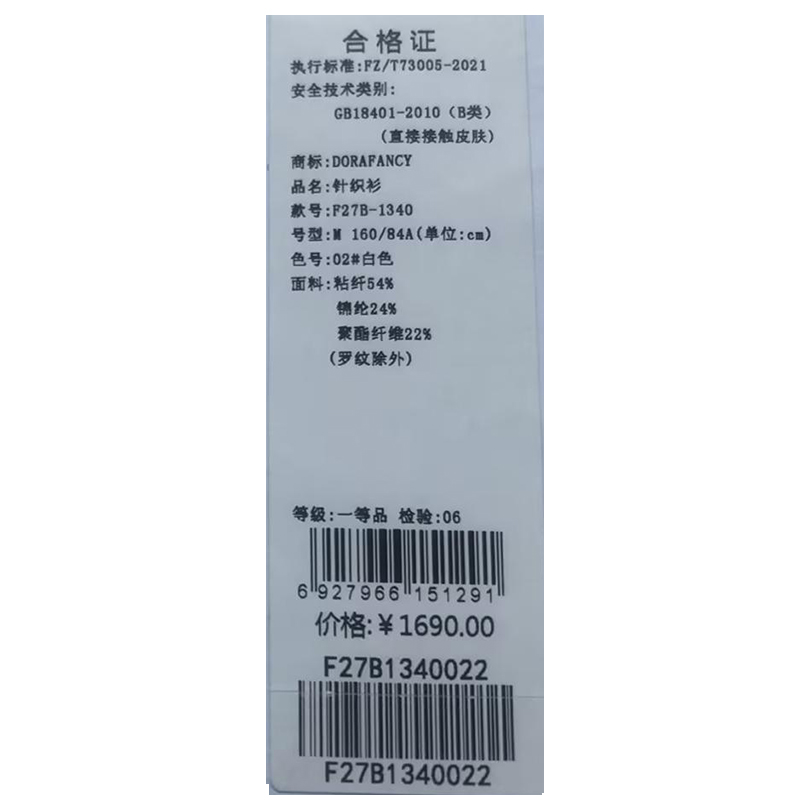 合格证
执行标准:FZ/T73005-2021
安全技术类别:
GB18401-2010（B类）
(直接接触皮肤)
商标:DORAFANCY
品名:针织衫
款号:F27B-1340
号型:M 160/84A(单位:cm)
色号:02#白色
面料:粘纤54%
锦纶24%
聚酯纤维22%
(罗纹除外)
等级:一等品 检验:06
6 927966 151291
价格:￥1690.00
F27B1340022
F27B1340022